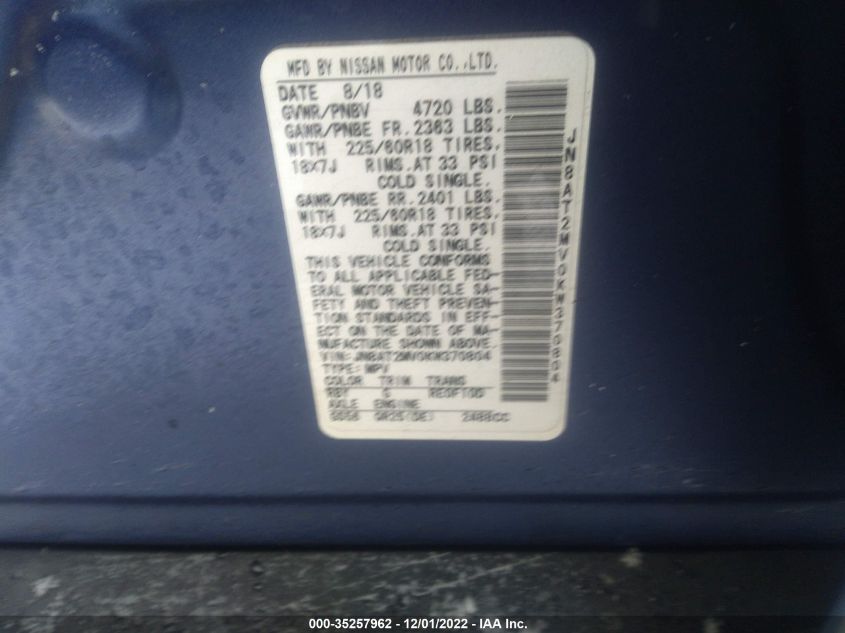 MFD BY NISSAN MOTOR CO.,LTD.
DATE 8/18
GVWR/PNBV 4720 LBS.
GAWR/PNBE FR. 2363 LBS.
WITH 225/60R18 TIRES.
18X7J RIMS.AT 33 PSI
COLD SINGLE.
GAWR/PNBE RR. 2401 LBS.
WITH 225/60R18 TIRES.
18X7J RIMS.AT 33 PSI
COLD SINGLE.
THIS VEHICLE CONFORMS
TO ALL APPLICABLE FED-
ERAL MOTOR VEHICLE SA-
FETY AND THEFT PREVEN-
TION STANDARDS IN EFF-
ECT ON THE DATE OF MA-
NUFACTURE SHOWN ABOVE.
VIN: JN8AT2MV0KW370804
TYPE: MPV
COLOR TRIM TRANS
RBY G RE0F10D
AXLE ENGINE
QR25(DE) 2488CC
JN8AT2MV0KW370804
000-35257962 - 12/01/2022 - IAA Inc.